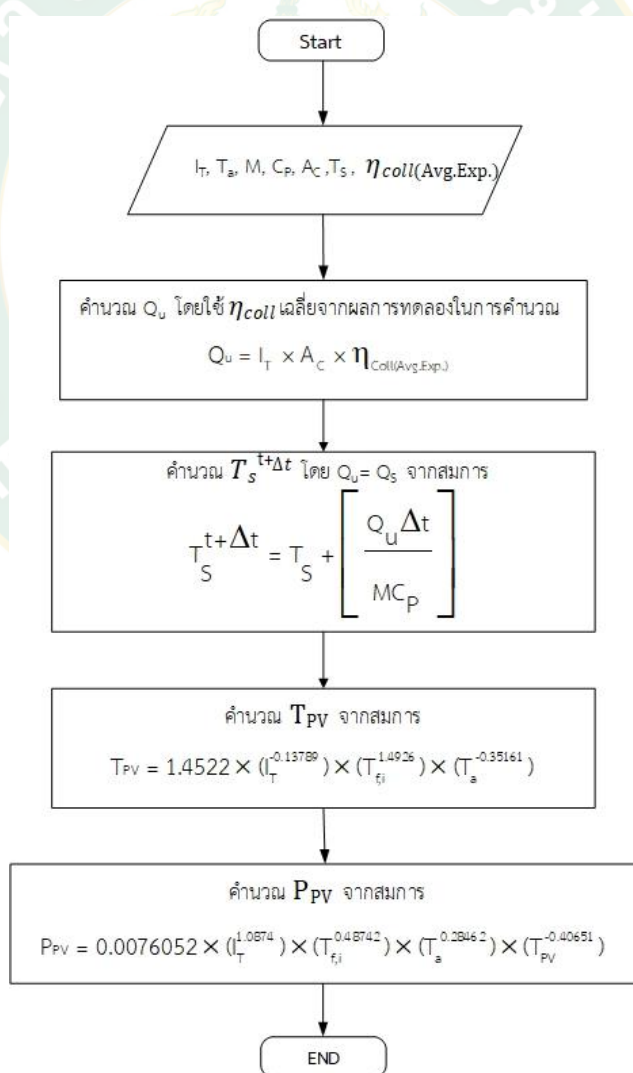 Start
I_T, T_a, M, C_P, A_C ,T_S , η_coll(Avg.Exp.)
คำนวณ Q_u โดยใช้ η_coll เฉลี่ยจากผลการทดลองในการคำนวณ
Q_u = I_T × A_C × η_Coll(Avg.Exp.)
คำนวณ T_s^t+Δt โดย Q_u= Q_S จากสมการ
T_S^t+Δt = T_S + [ Q_u Δt / MC_P ]
คำนวณ T_PV จากสมการ
T_PV = 1.4522 × (I_T^-0.13789) × (T_f,i^1.4926) × (T_a^-0.35161)
คำนวณ P_PV จากสมการ
P_PV = 0.0076052 × (I_T^1.0874) × (T_f,i^0.48742) × (T_a^0.28462) × (T_PV^-0.40651)
END